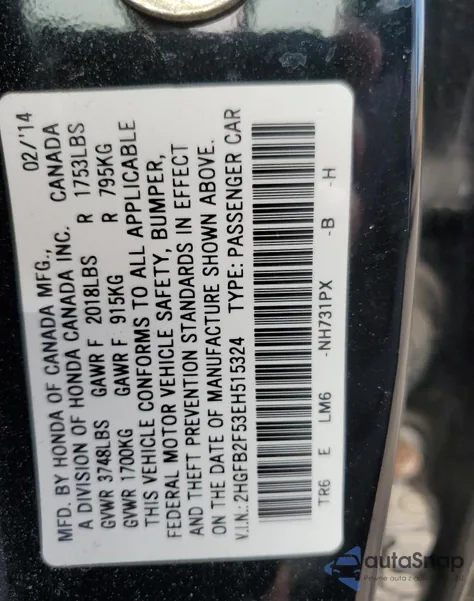 MFD. BY HONDA OF CANADA MFG., 02/'14
A DIVISION OF HONDA CANADA INC. CANADA
GVWR 3748LBS GAWR F 2018LBS R 1753LBS
GVWR 1700KG GAWR F 915KG R 795KG
THIS VEHICLE CONFORMS TO ALL APPLICABLE
FEDERAL MOTOR VEHICLE SAFETY, BUMPER,
AND THEFT PREVENTION STANDARDS IN EFFECT
ON THE DATE OF MANUFACTURE SHOWN ABOVE.
V.I.N.: 2HGFB2F53EH515324 TYPE: PASSENGER CAR
TR6 E LM6 -NH731PX -B -H
autoSnap